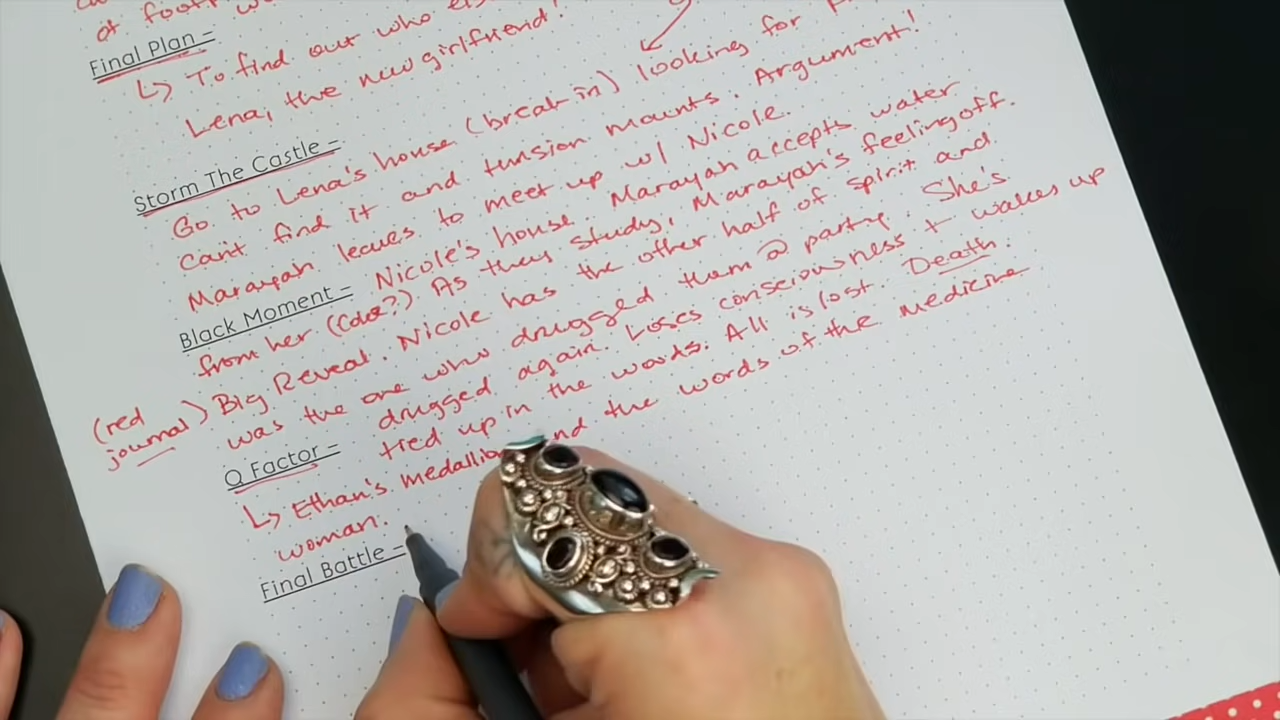 at foot
Final Plan -
↳ To find out who
Lena, the new girlfriend!
Storm The Castle -
Go to Lena's house (break in) looking for
can't find it and tension mounts. Argument!
Marayah leaves to meet up w/ Nicole.
Black Moment - Nicole's house. Marayah accepts water
from her (Coke?) As they study, Marayah's feeling off.
(red journal) Big Reveal. Nicole has the other half of spirit and
was the one who drugged them @ party. She's
drugged again. Loses consciousness + wakes up
tied up in the woods. All is lost. Death.
Q Factor -
↳ Ethan's medallion and the words of the medicine
woman.
Final Battle -